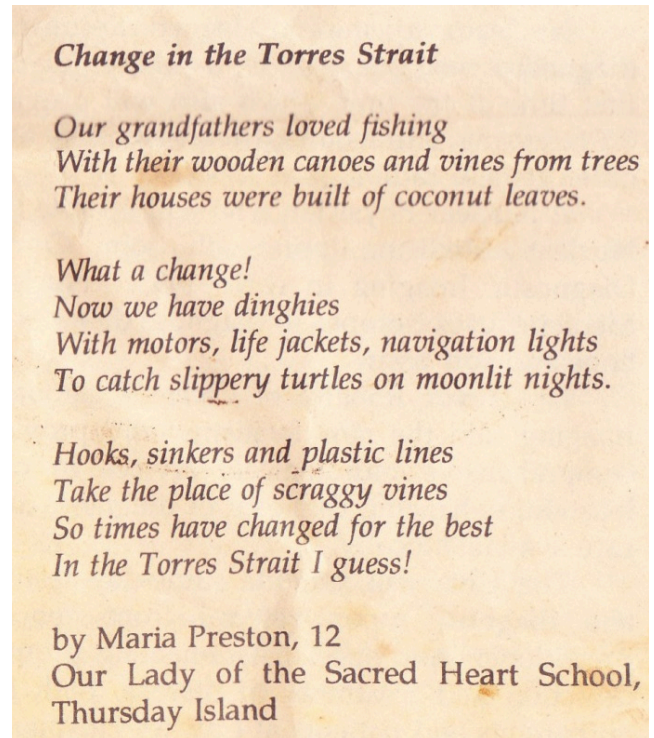 Change in the Torres Strait
Our grandfathers loved fishing
With their wooden canoes and vines from trees
Their houses were built of coconut leaves.
What a change!
Now we have dinghies
With motors, life jackets, navigation lights
To catch slippery turtles on moonlit nights.
Hooks, sinkers and plastic lines
Take the place of scraggy vines
So times have changed for the best
In the Torres Strait I guess!
by Maria Preston, 12
Our Lady of the Sacred Heart School,
Thursday Island